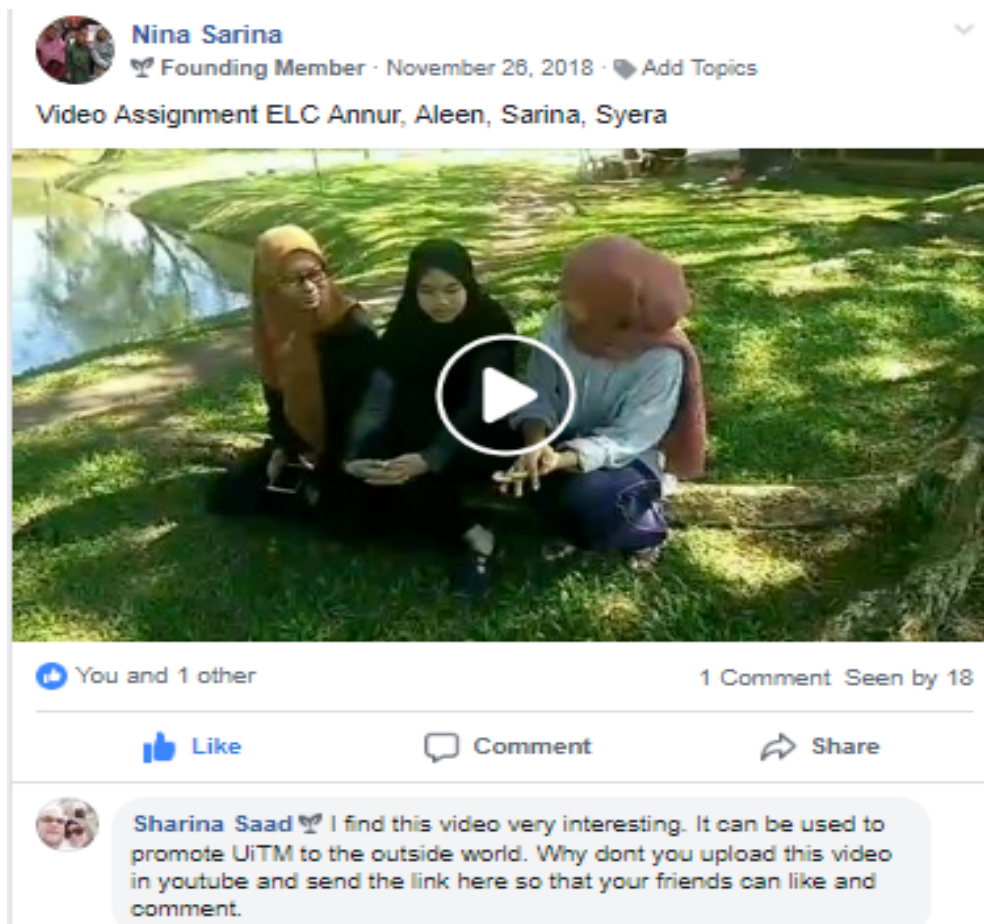 Nina Sarina
Founding Member · November 26, 2018 · Add Topics
Video Assignment ELC Annur, Aleen, Sarina, Syera
You and 1 other
1 Comment Seen by 18
Like Comment Share
Sharina Saad I find this video very interesting. It can be used to
promote UiTM to the outside world. Why dont you upload this video
in youtube and send the link here so that your friends can like and
comment.